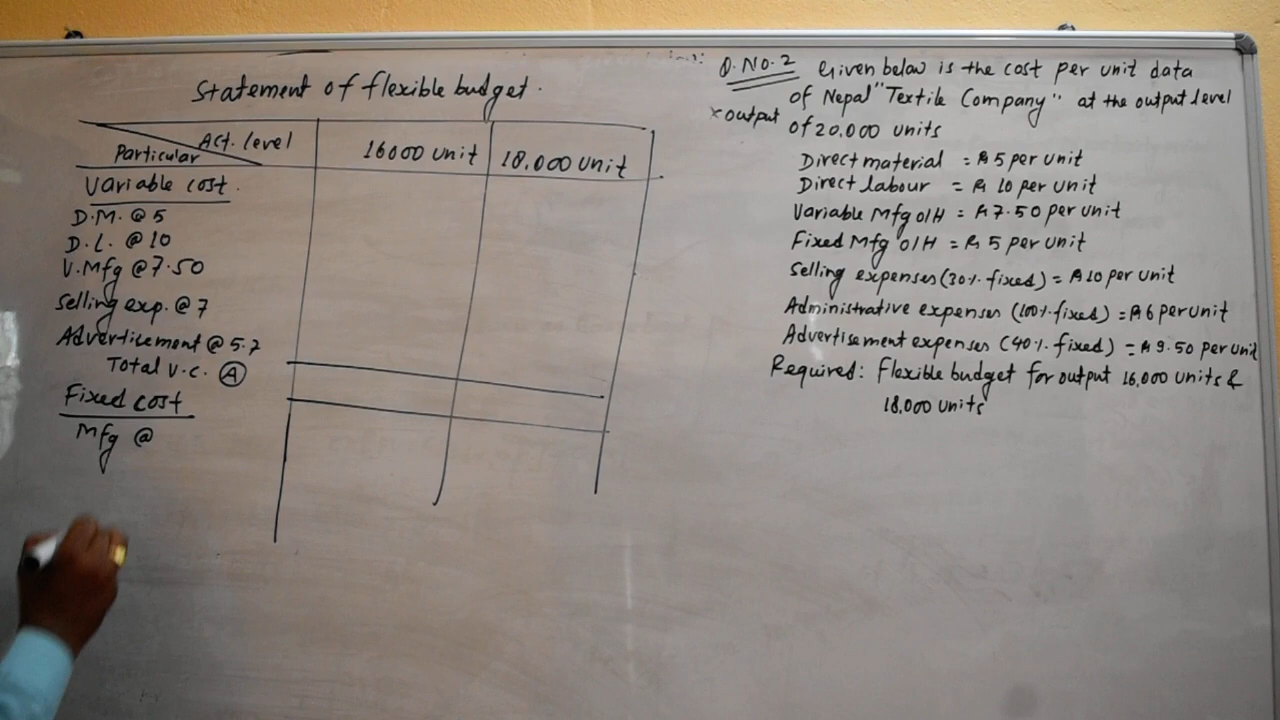 Statement of flexible budget.
Act. level
Particular
16000 unit
18.000 unit
Variable cost.
D.M. @ 5
D.L. @ 10
V.Mfg @ 7.50
Selling exp. @ 7
Advertisement @ 5.7
Total V.C. A
Fixed cost
Mfg @
Q.NO.2 Given below is the cost per unit data
of Nepal "Textile Company" at the output level
× output
of 20.000 units
Direct material = Rs 5 per unit
Direct labour = Rs 10 per unit
Variable Mfg O/H = Rs 7.50 per unit
Fixed Mfg O/H = Rs 5 per unit
Selling expenses (30% fixed) = Rs 10 per unit
Administrative expenses (100% fixed) = Rs 6 per unit
Advertisement expenses (40% fixed) = Rs 9.50 per unit
Required: Flexible budget for output 16,000 units &
18,000 units